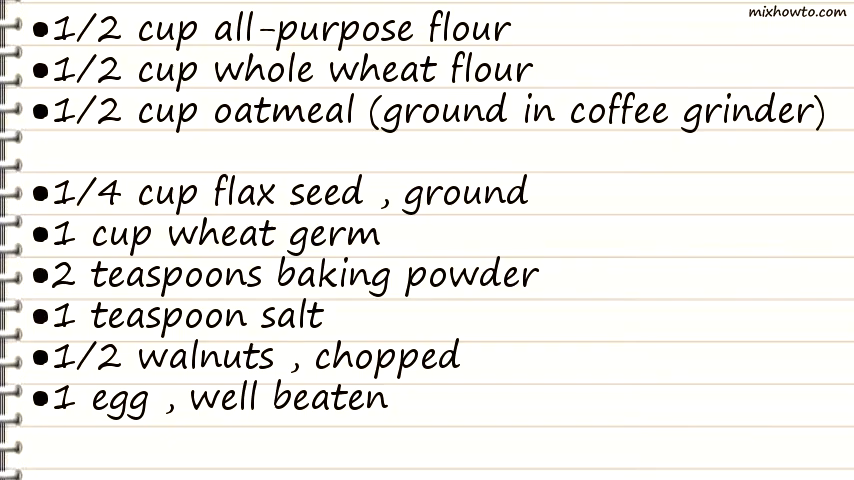 mixhowto.com
•1/2 cup all-purpose flour
•1/2 cup whole wheat flour
•1/2 cup oatmeal (ground in coffee grinder)
•1/4 cup flax seed , ground
•1 cup wheat germ
•2 teaspoons baking powder
•1 teaspoon salt
•1/2 walnuts , chopped
•1 egg , well beaten